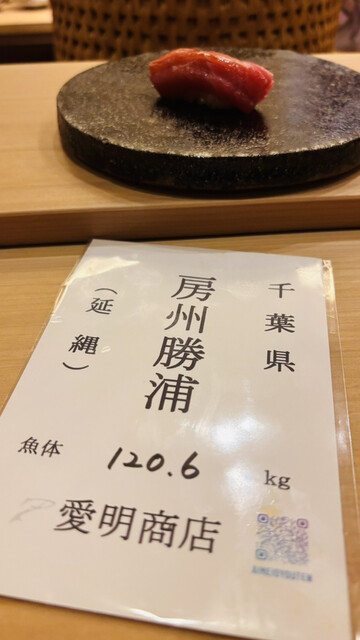 千葉県
房州勝浦
（延縄）
魚体 120.6 kg
愛明商店